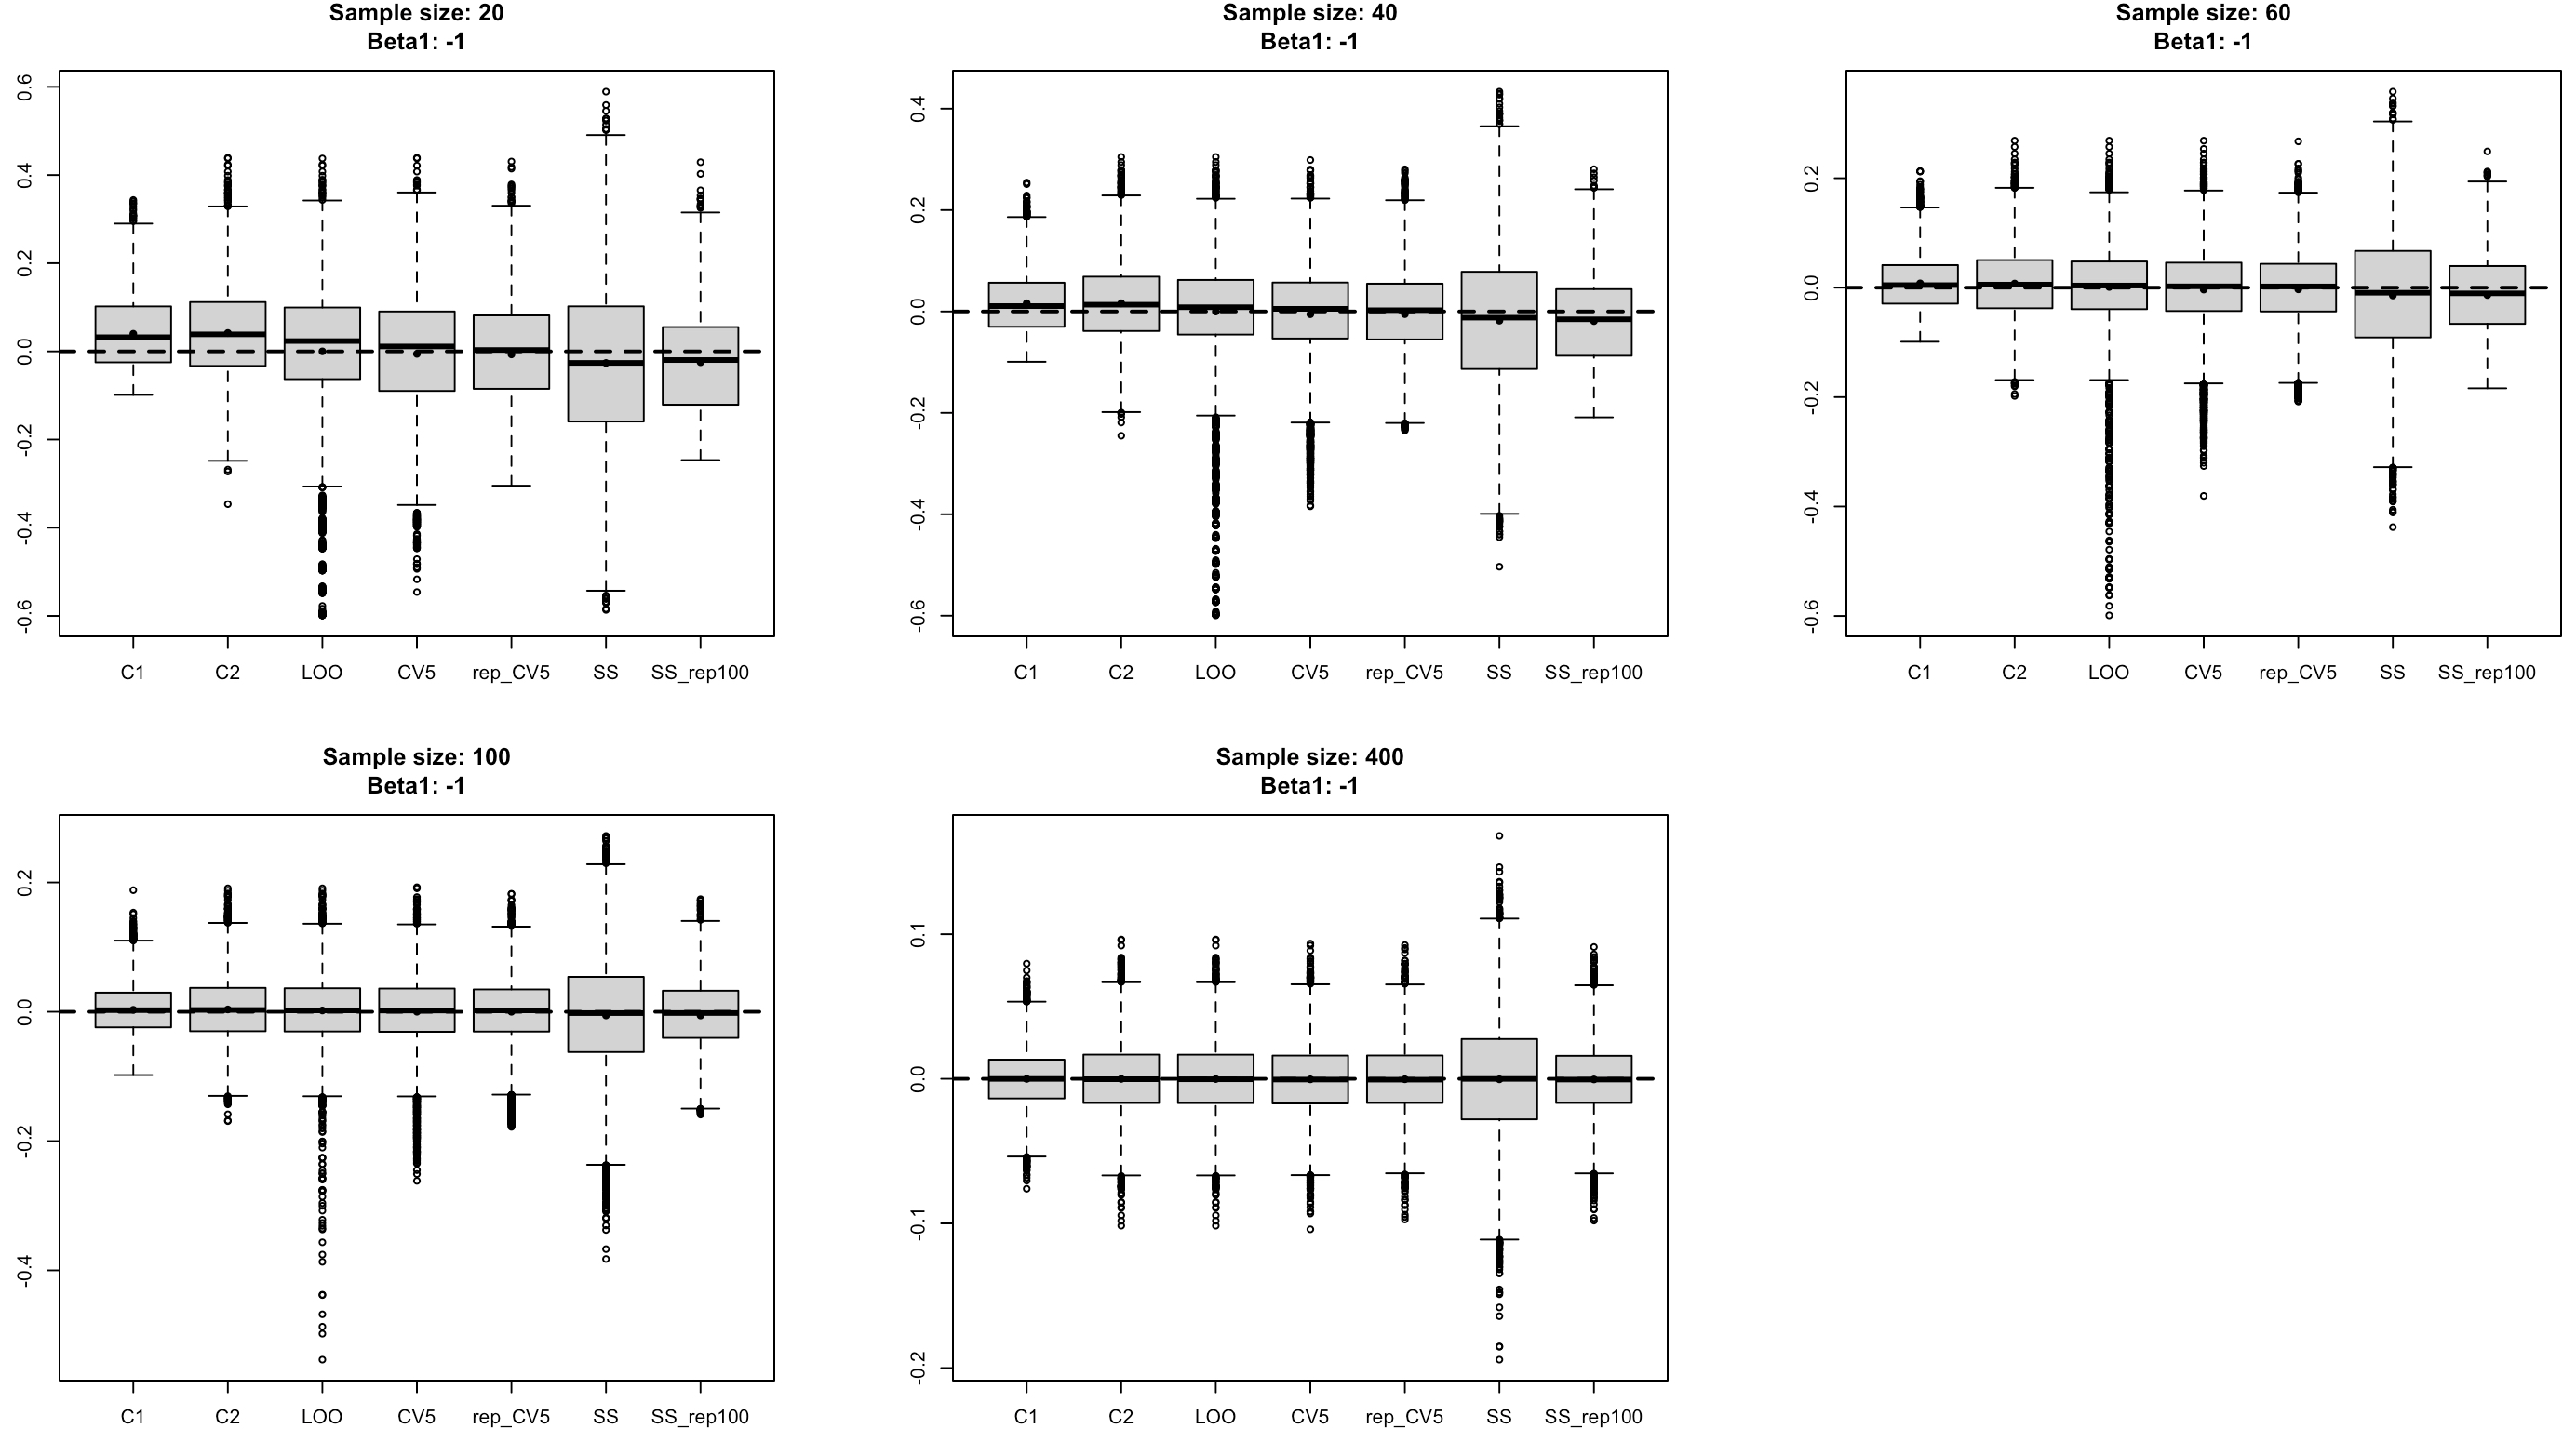 Sample size: 20
Beta1: -1
0.6
0.4
0.2
0.0
-0.2
-0.4
-0.6
C1 C2 LOO CV5 rep_CV5 SS SS_rep100
Sample size: 40
Beta1: -1
0.4
0.2
0.0
-0.2
-0.4
-0.6
C1 C2 LOO CV5 rep_CV5 SS SS_rep100
Sample size: 60
Beta1: -1
0.2
0.0
-0.2
-0.4
-0.6
C1 C2 LOO CV5 rep_CV5 SS SS_rep100
Sample size: 100
Beta1: -1
0.2
0.0
-0.2
-0.4
C1 C2 LOO CV5 rep_CV5 SS SS_rep100
Sample size: 400
Beta1: -1
0.1
0.0
-0.1
-0.2
C1 C2 LOO CV5 rep_CV5 SS SS_rep100